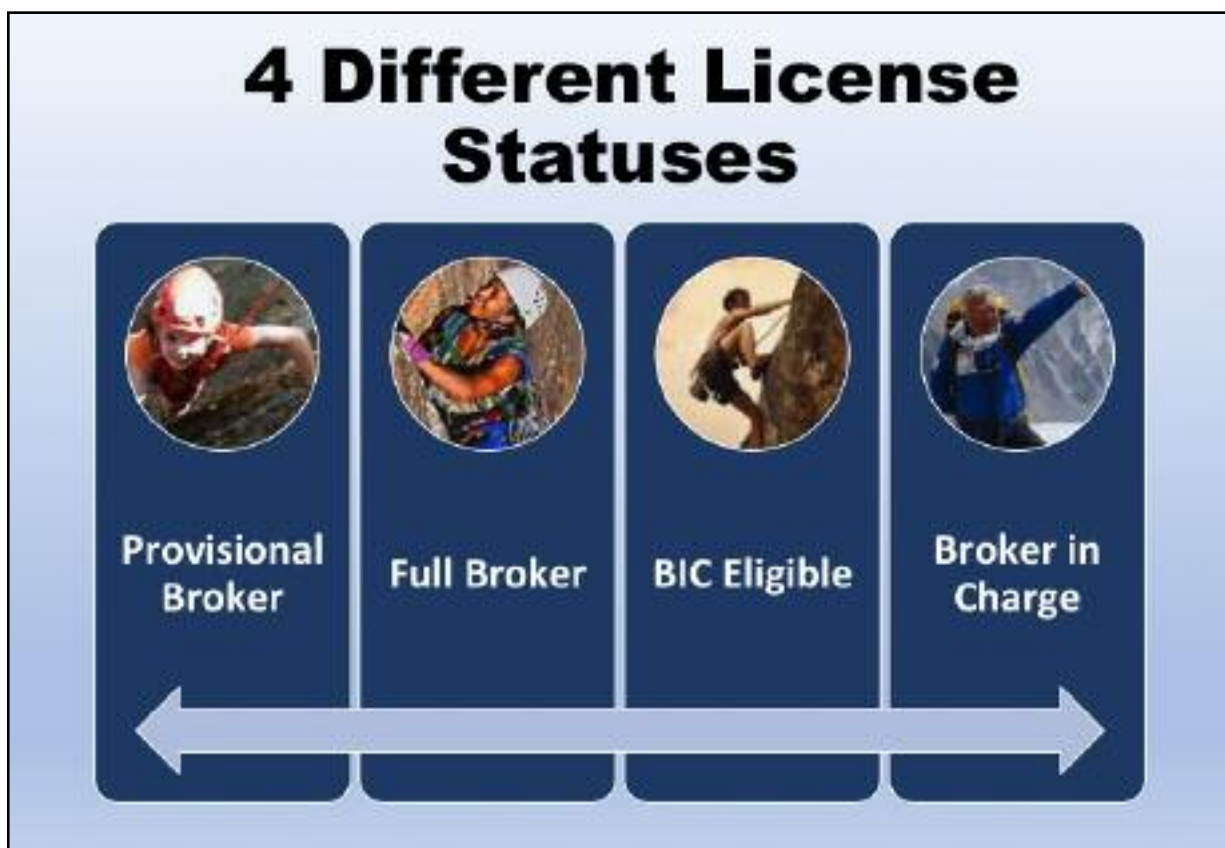 4 Different License
Statuses
Provisional
Broker
Full Broker
BIC Eligible
Broker in
Charge